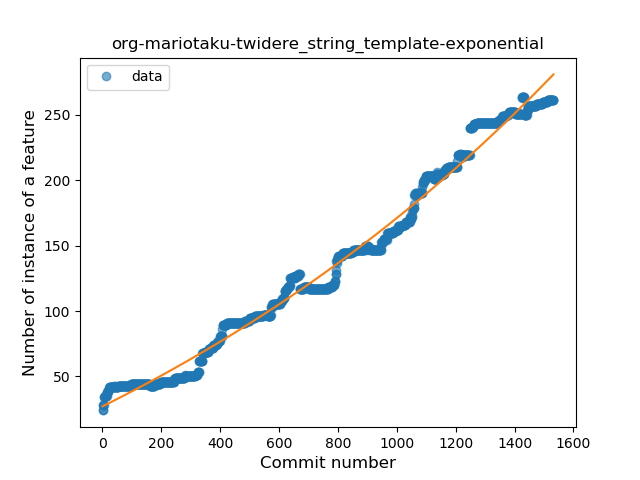 org-mariotaku-twidere_string_template-exponential
data
Number of instance of a feature
250
200
150
100
50
0 200 400 600 800 1000 1200 1400 1600
Commit number